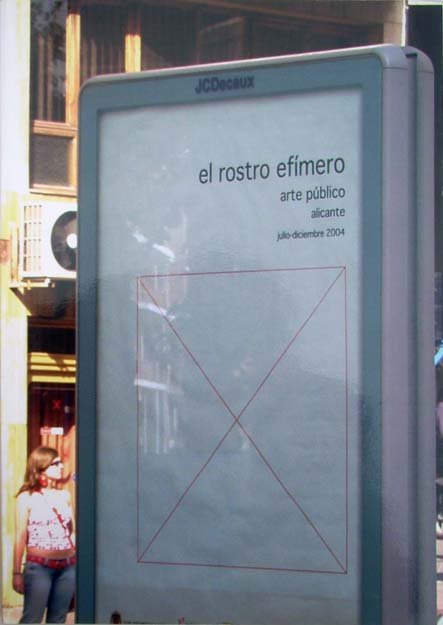 JCDecaux
el rostro efímero
arte público
alicante
julio-diciembre 2004